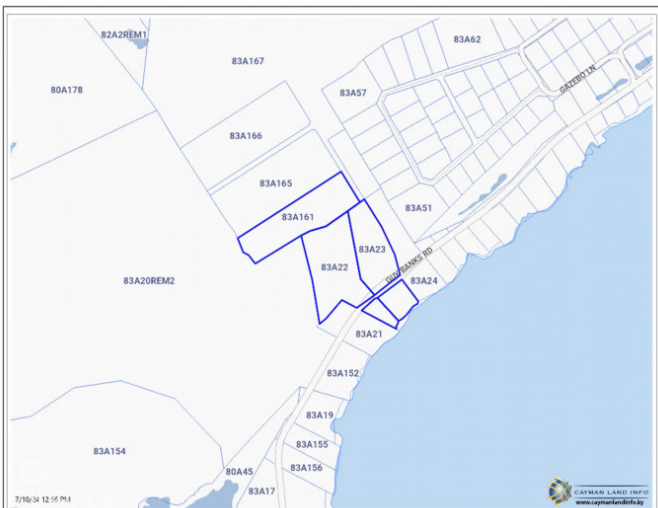 82A2REM1
83A62
83A167
80A178
83A57
GAZEBO LN
83A166
83A165
83A161
83A51
83A23
83A20REM2
83A22
GUY BANKS RD
83A24
83A21
83A152
83A19
83A154
83A155
80A45
83A156
83A17
7/10/24 12:56 PM
CAYMAN LAND INFO
www.caymanlandinfo.ky